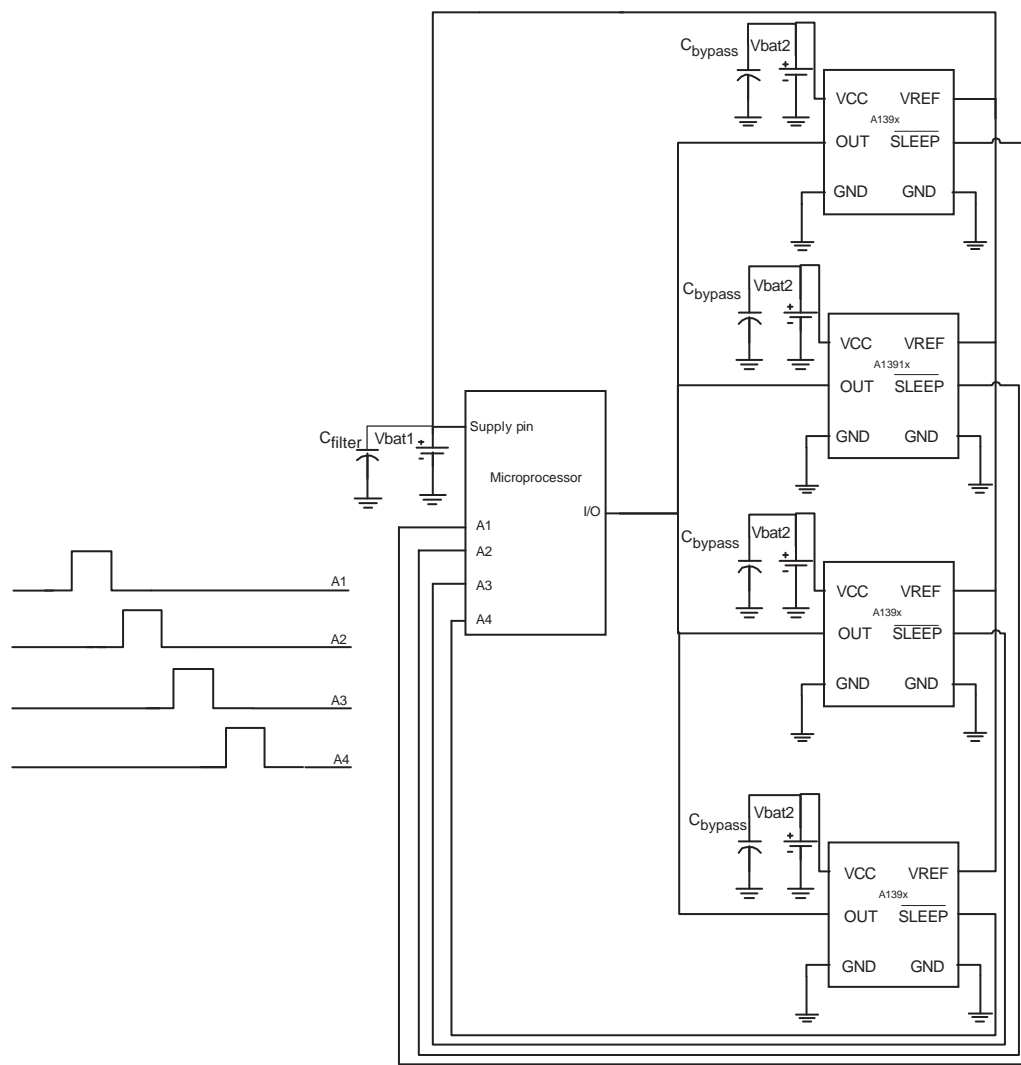 Cbypass Vbat2
+
-
VCC VREF
A139x
OUT SLEEP
GND GND
Cbypass Vbat2
+
-
VCC VREF
A1391x
OUT SLEEP
GND GND
Cfilter Vbat1
+
-
Supply pin
Microprocessor
I/O
A1
A2
A3
A4
Cbypass Vbat2
+
-
VCC VREF
A139x
OUT SLEEP
GND GND
A1
A2
A3
A4
Cbypass Vbat2
+
-
VCC VREF
A139x
OUT SLEEP
GND GND